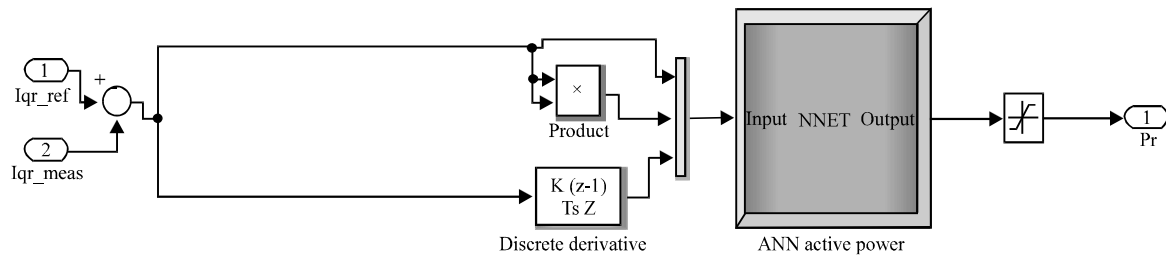 1
Iqr_ref
+
-
2
Iqr_meas
×
Product
K (z-1)
Ts Z
Discrete derivative
Input NNET Output
ANN active power
1
Pr